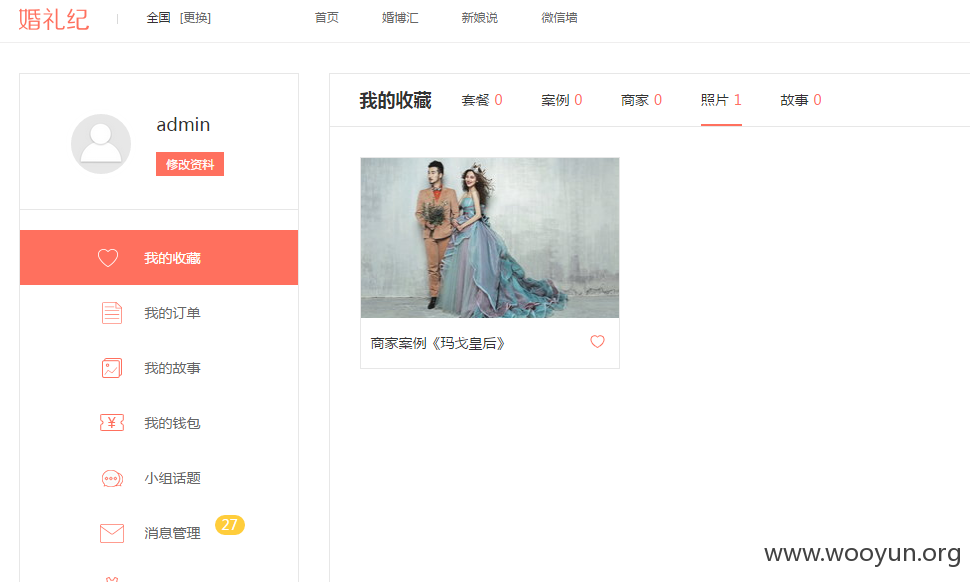 婚礼纪 全国 [更换] 首页 婚博汇 新娘说 微信墙
admin
修改资料
我的收藏
我的订单
我的故事
我的钱包
小组话题
消息管理 27
我的收藏 套餐 0 案例 0 商家 0 照片 1 故事 0
商家案例《玛戈皇后》
www.wooyun.org